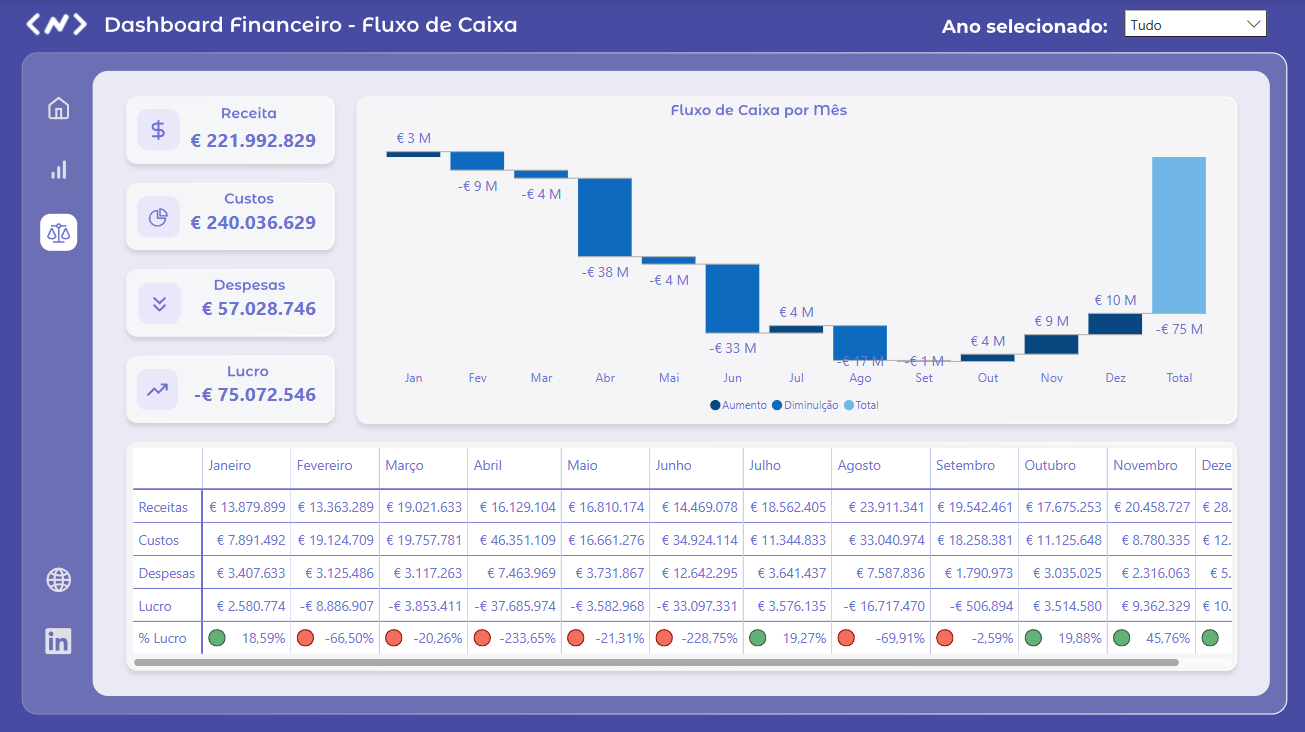 Dashboard Financeiro - Fluxo de Caixa
Ano selecionado:
Tudo
Receita
€ 221.992.829
Custos
€ 240.036.629
Despesas
€ 57.028.746
Lucro
-€ 75.072.546
Fluxo de Caixa por Mês
€ 3 M
-€ 9 M
-€ 4 M
-€ 38 M
-€ 4 M
-€ 33 M
€ 4 M
-€ 17 M
-€ 1 M
€ 4 M
€ 9 M
€ 10 M
-€ 75 M
Jan Fev Mar Abr Mai Jun Jul Ago Set Out Nov Dez Total
Aumento Diminuição Total
Janeiro Fevereiro Março Abril Maio Junho Julho Agosto Setembro Outubro Novembro Deze
Receitas € 13.879.899 € 13.363.289 € 19.021.633 € 16.129.104 € 16.810.174 € 14.469.078 € 18.562.405 € 23.911.341 € 19.542.461 € 17.675.253 € 20.458.727 € 28.
Custos € 7.891.492 € 19.124.709 € 19.757.781 € 46.351.109 € 16.661.276 € 34.924.114 € 11.344.833 € 33.040.974 € 18.258.381 € 11.125.648 € 8.780.335 € 12.
Despesas € 3.407.633 € 3.125.486 € 3.117.263 € 7.463.969 € 3.731.867 € 12.642.295 € 3.641.437 € 7.587.836 € 1.790.973 € 3.035.025 € 2.316.063 € 5.
Lucro € 2.580.774 -€ 8.886.907 -€ 3.853.411 -€ 37.685.974 -€ 3.582.968 -€ 33.097.331 € 3.576.135 -€ 16.717.470 -€ 506.894 € 3.514.580 € 9.362.329 € 10.
% Lucro 18,59% -66,50% -20,26% -233,65% -21,31% -228,75% 19,27% -69,91% -2,59% 19,88% 45,76%
in